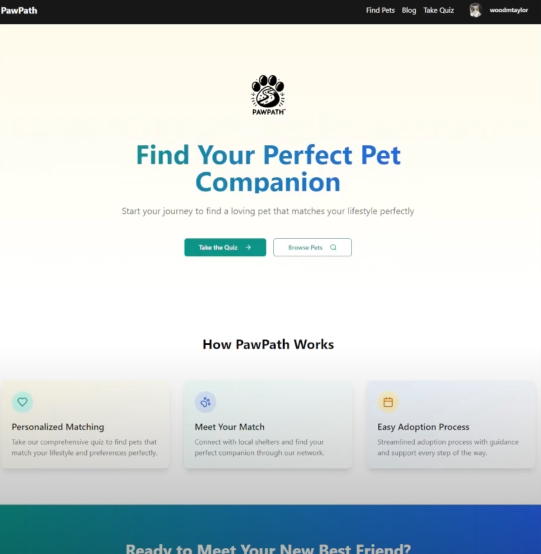 PawPath
Find Pets Blog Take Quiz woodmtaylor
PAWPATH
Find Your Perfect Pet
Companion
Start your journey to find a loving pet that matches your lifestyle perfectly
Take the Quiz
Browse Pets
How PawPath Works
Personalized Matching
Take our comprehensive quiz to find pets that
match your lifestyle and preferences perfectly.
Meet Your Match
Connect with local shelters and find your
perfect companion through our network.
Easy Adoption Process
Streamlined adoption process with guidance
and support every step of the way.
Ready to Meet Your New Best Friend?